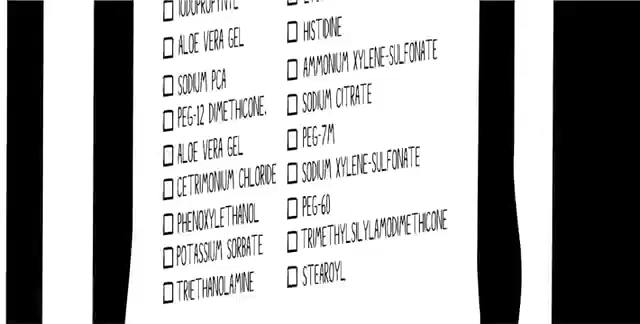 ALOE VERA GEL
SODIUM PCA
PEG-12 DIMETHICONE.
ALOE VERA GEL
CETRIMONIUM CHLORIDE
PHENOXYLETHANOL
POTASSIUM SORBATE
TRIETHANOLAMINE
HISTIDINE
AMMONIUM XYLENE-SULFONATE
SODIUM CITRATE
PEG-7M
SODIUM XYLENE-SULFONATE
PEG-60
TRIMETHYLSILYLAMODIMETHICONE
STEAROYL